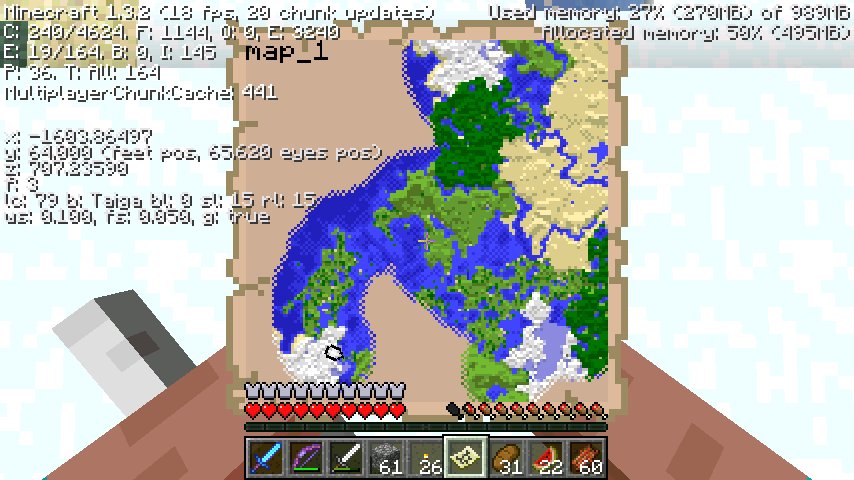 Minecraft 1.3.2 (18 fps, 20 chunk updates)
Used memory: 27% (270MB) of 989MB
C: 240/4624, F: 1144, O: 0, E: 3240
Allocated memory: 50% (495MB)
E: 19/164, B: 0, I: 145
map_1
P: 36, T: All: 164
MultiplayerChunkCache: 441
x: -1603.86497
y: 64.000 (feet pos, 65.620 eyes pos)
z: 707.23590
f: 3
lc: 79 b: Taiga bl: 0 sl: 15 rl: 15
ws: 0.100, fs: 0.050, g: true
61 26 31 22 60